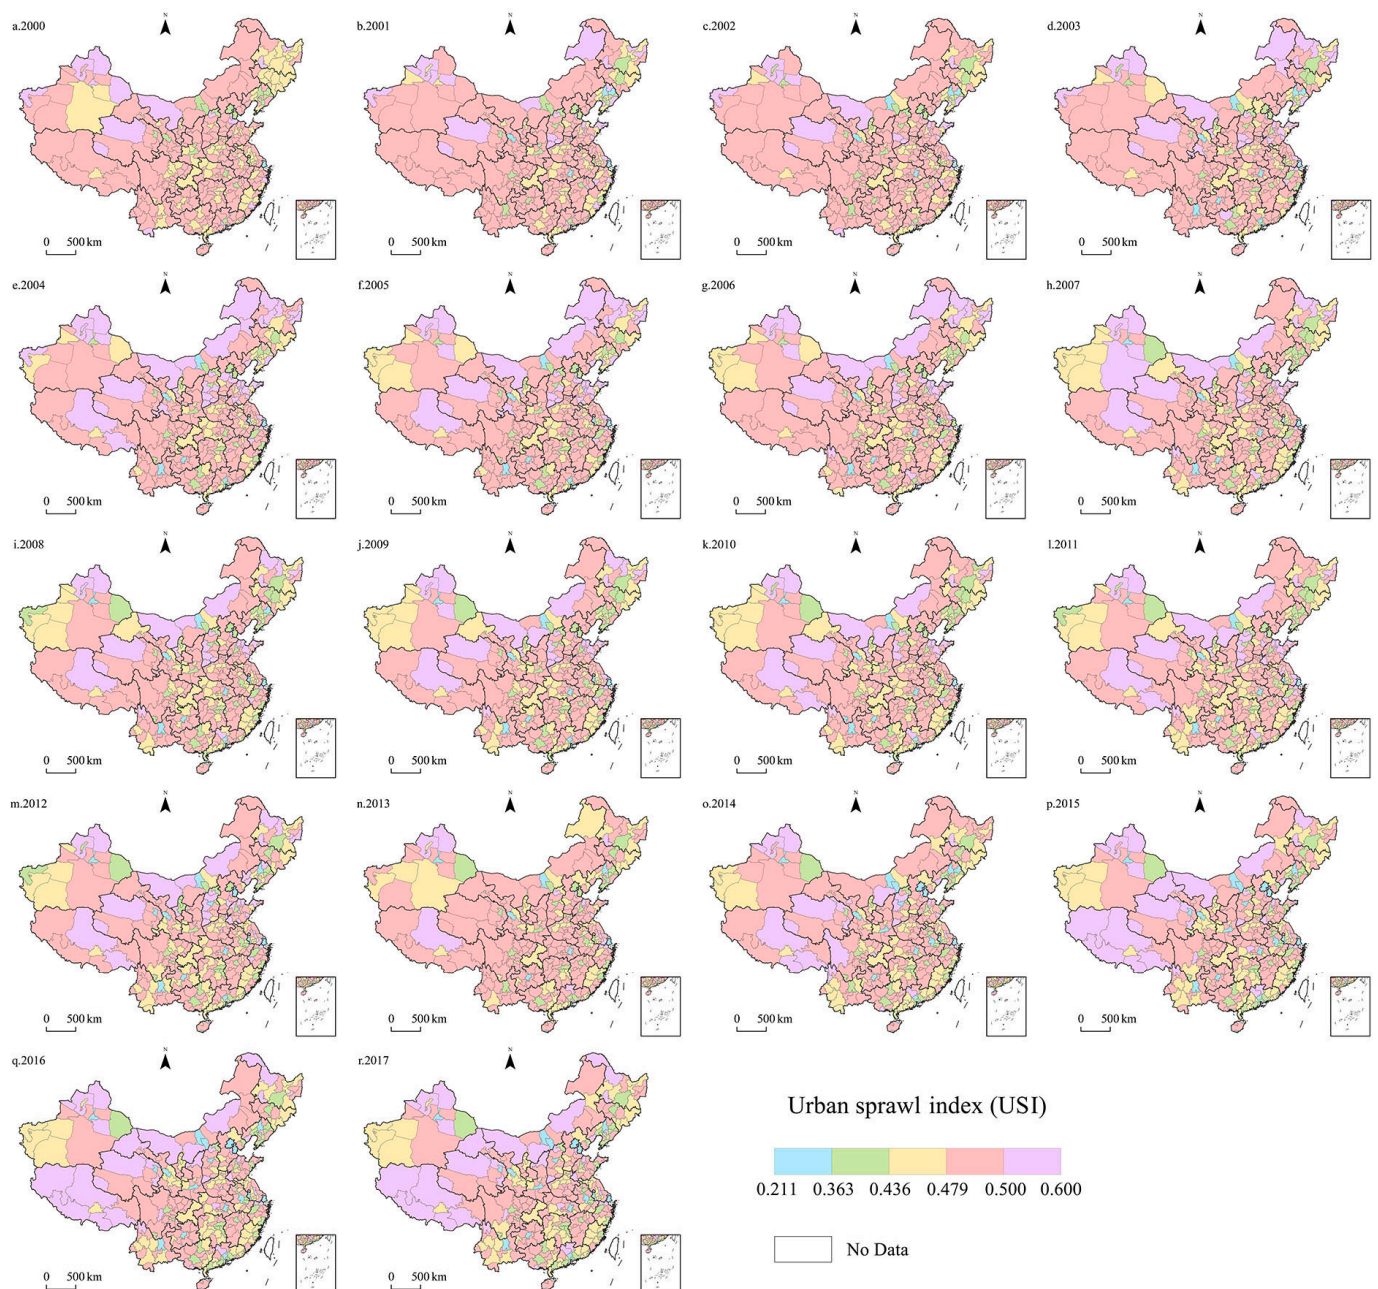 a.2000
N
b.2001
N
c.2002
N
d.2003
N
0 500 km
0 500 km
0 500 km
0 500 km
e.2004
N
f.2005
N
g.2006
N
h.2007
N
0 500 km
0 500 km
0 500 km
0 500 km
i.2008
N
j.2009
N
k.2010
N
l.2011
N
0 500 km
0 500 km
0 500 km
0 500 km
m.2012
N
n.2013
N
o.2014
N
p.2015
N
0 500 km
0 500 km
0 500 km
0 500 km
q.2016
N
r.2017
N
0 500 km
0 500 km
Urban sprawl index (USI)
0.211 0.363 0.436 0.479 0.500 0.600
No Data